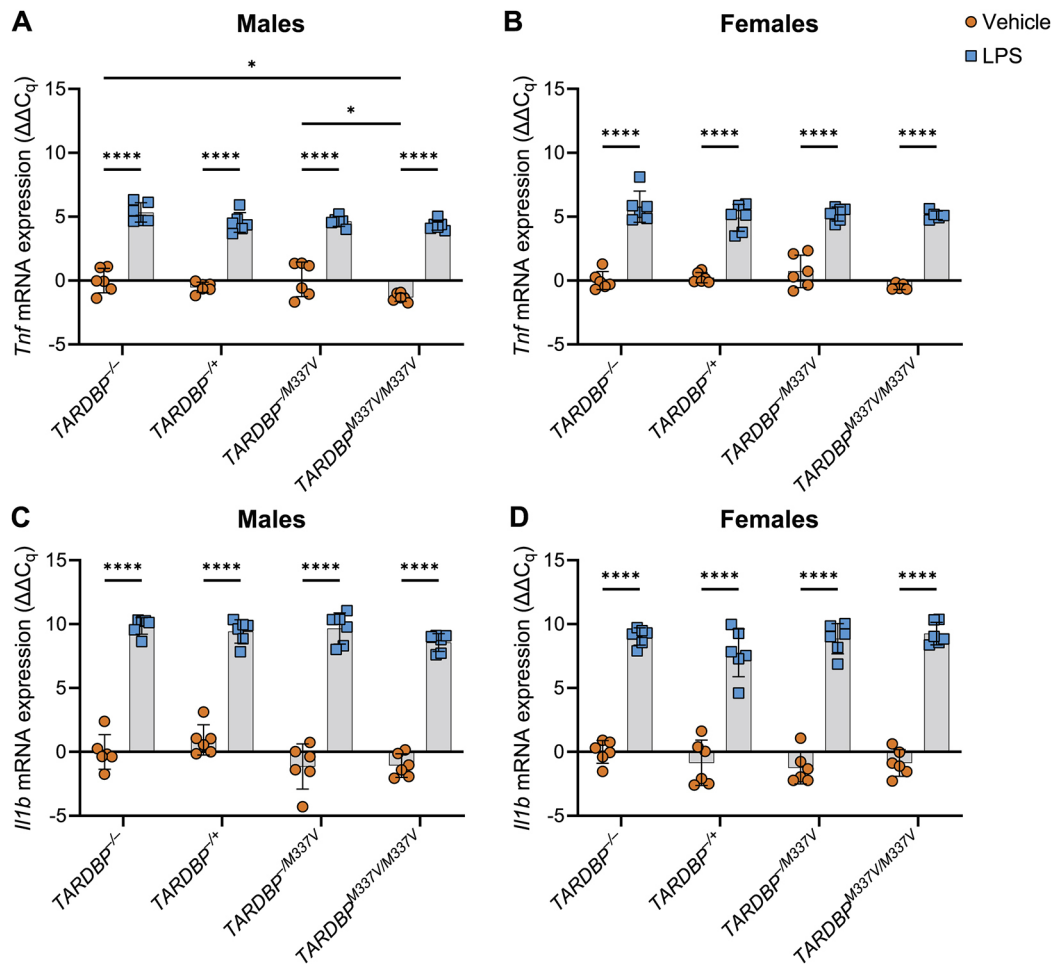 A Males
B Females
Vehicle
LPS
*
*
Tnf mRNA expression (ΔΔCq)
15
10
5
0
-5
**** **** **** ****
TARDBP−/− TARDBP−/+ TARDBP−/M337V TARDBPM337V/M337V
Tnf mRNA expression (ΔΔCq)
15
10
5
0
-5
**** **** **** ****
TARDBP−/− TARDBP−/+ TARDBP−/M337V TARDBPM337V/M337V
C Males
D Females
Il1b mRNA expression (ΔΔCq)
15
10
5
0
-5
**** **** **** ****
TARDBP−/− TARDBP−/+ TARDBP−/M337V TARDBPM337V/M337V
Il1b mRNA expression (ΔΔCq)
15
10
5
0
-5
**** **** **** ****
TARDBP−/− TARDBP−/+ TARDBP−/M337V TARDBPM337V/M337V